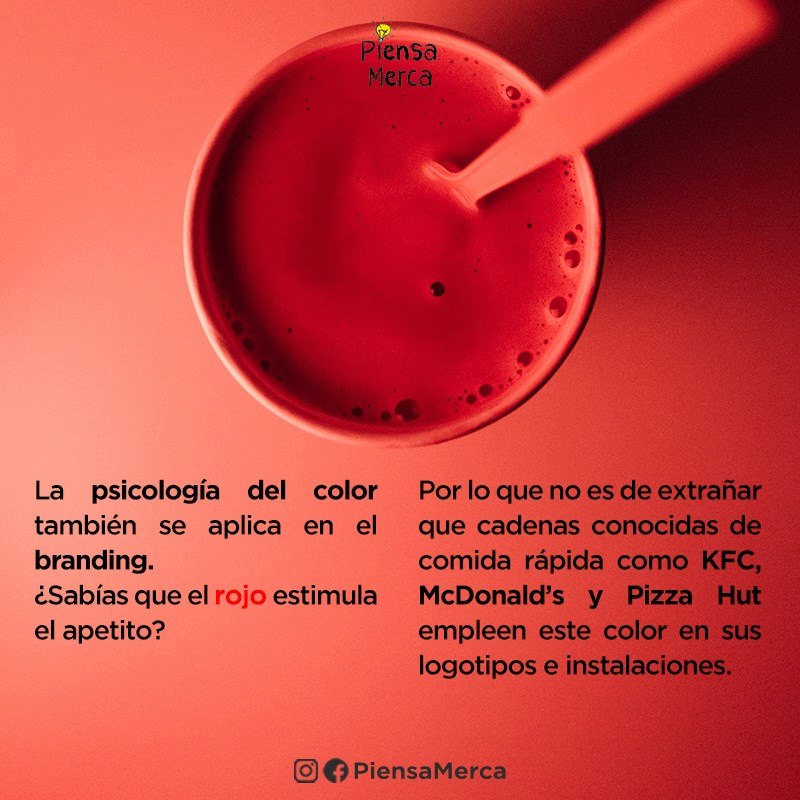 Piensa
Merca
La psicología del color
también se aplica en el
branding.
¿Sabías que el rojo estimula
el apetito?
Por lo que no es de extrañar
que cadenas conocidas de
comida rápida como KFC,
McDonald’s y Pizza Hut
empleen este color en sus
logotipos e instalaciones.
PiensaMerca